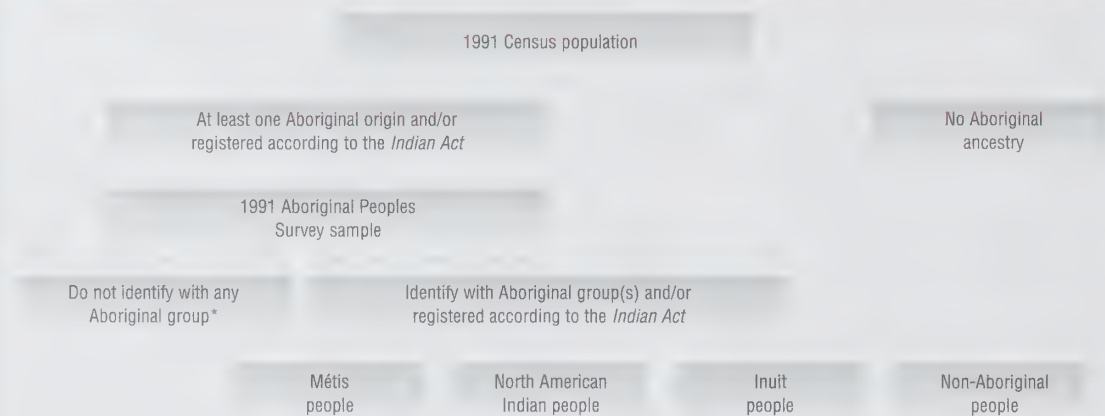 1991 Census population
At least one Aboriginal origin and/or
registered according to the Indian Act
No Aboriginal
ancestry
1991 Aboriginal Peoples
Survey sample
Do not identify with any
Aboriginal group*
Identify with Aboriginal group(s) and/or
registered according to the Indian Act
Métis
people
North American
Indian people
Inuit
people
Non-Aboriginal
people